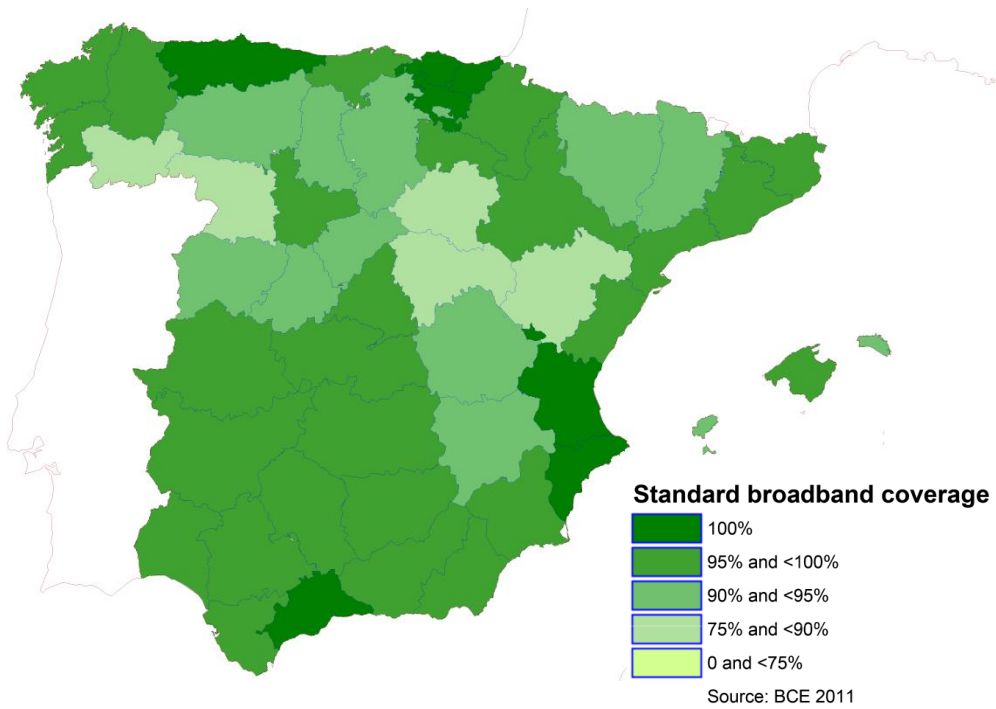 Standard broadband coverage
100%
95% and <100%
90% and <95%
75% and <90%
0 and <75%
Source: BCE 2011